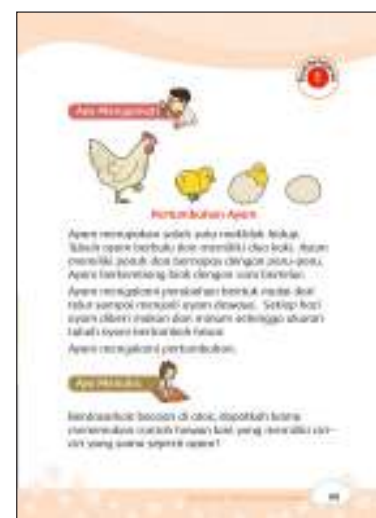 Ayo Mengamati
Pertumbuhan Ayam
Ayam merupakan salah satu makhluk hidup.
Tubuh ayam berbulu dan memiliki dua kaki. Ayam
memiliki paruh dan bernapas dengan paru-paru.
Ayam berkembang biak dengan cara bertelur.
Ayam mengalami perubahan bentuk mulai dari
telur sampai menjadi ayam dewasa. Setiap hari
ayam diberi makan dan minum sehingga ukuran
tubuh ayam bertambah besar.
Ayam mengalami pertumbuhan.
Ayo Menulis
Berdasarkan bacaan di atas, dapatkah kamu
menemukan contoh hewan lain yang memiliki ciri-
ciri yang sama seperti ayam?